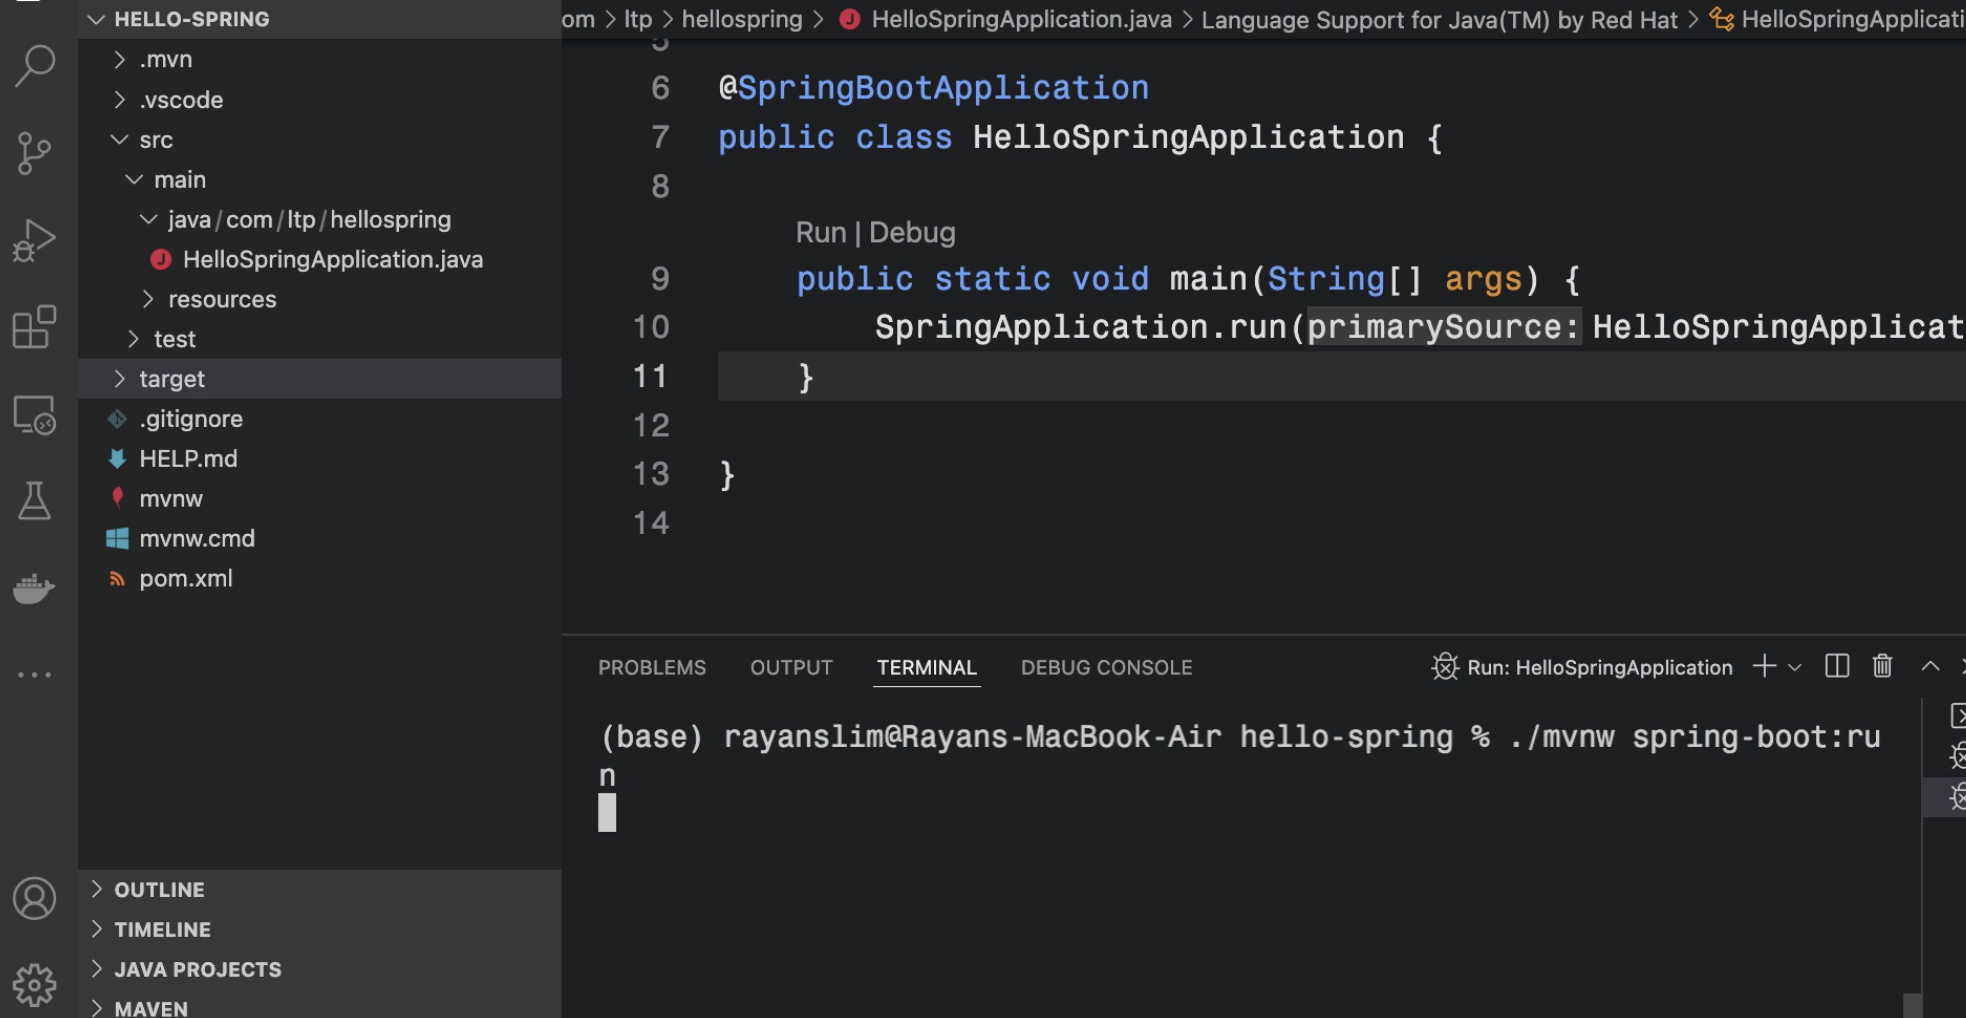 HELLO-SPRING
.mvn
.vscode
src
main
java/com/ltp/hellospring
HelloSpringApplication.java
resources
test
target
.gitignore
HELP.md
mvnw
mvnw.cmd
pom.xml
OUTLINE
TIMELINE
JAVA PROJECTS
MAVEN
om > ltp > hellospring > HelloSpringApplication.java > Language Support for Java(TM) by Red Hat > HelloSpringApplicati
5
6 @SpringBootApplication
7 public class HelloSpringApplication {
8
Run | Debug
9 public static void main(String[] args) {
10 SpringApplication.run(primarySource: HelloSpringApplicat
11 }
12
13 }
14
PROBLEMS OUTPUT TERMINAL DEBUG CONSOLE Run: HelloSpringApplication
(base) rayanslim@Rayans-MacBook-Air hello-spring % ./mvnw spring-boot:ru
n